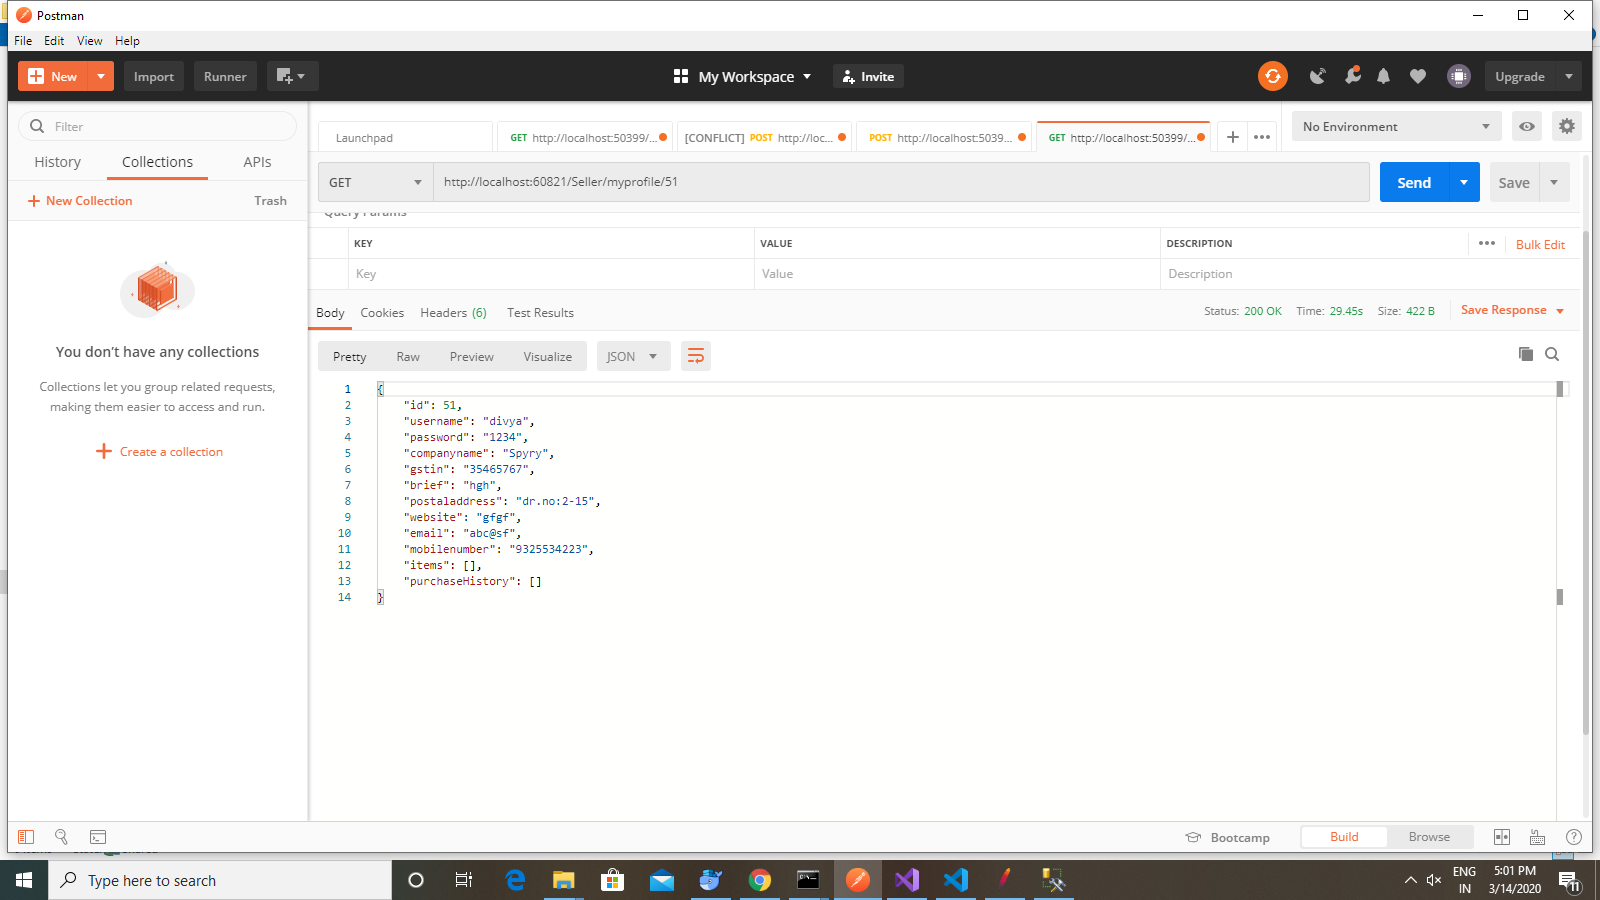 Postman
File Edit View Help
New Import Runner My Workspace Invite Upgrade
Filter
Launchpad GET http://localhost:50399/... [CONFLICT] POST http://loc... POST http://localhost:5039... GET http://localhost:50399/... No Environment
History Collections APIs
GET http://localhost:60821/Seller/myprofile/51 Send Save
New Collection Trash
Query Params
KEY VALUE DESCRIPTION Bulk Edit
Key Value Description
Body Cookies Headers (6) Test Results Status: 200 OK Time: 29.45s Size: 422 B Save Response
Pretty Raw Preview Visualize JSON
You don't have any collections
Collections let you group related requests,
making them easier to access and run.
Create a collection
1 {
2 "id": 51,
3 "username": "divya",
4 "password": "1234",
5 "companyname": "Spyry",
6 "gstin": "35465767",
7 "brief": "hgh",
8 "postaladdress": "dr.no:2-15",
9 "website": "gfgf",
10 "email": "abc@sf",
11 "mobilenumber": "9325534223",
12 "items": [],
13 "purchaseHistory": []
14 }
Bootcamp Build Browse
Type here to search
ENG
IN
5:01 PM
3/14/2020
11